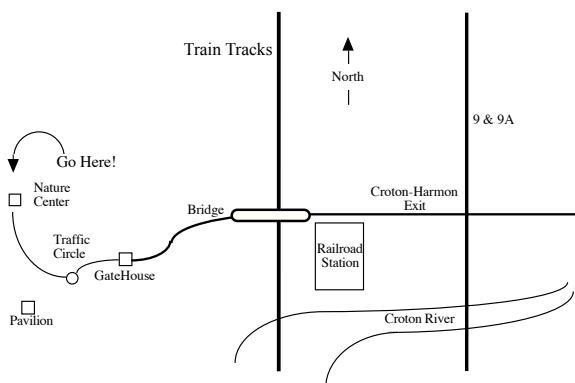 Train Tracks
North
9 & 9A
Go Here!
Nature
Center
Croton-Harmon
Exit
Bridge
Traffic
Circle
GateHouse
Railroad
Station
Pavilion
Croton River